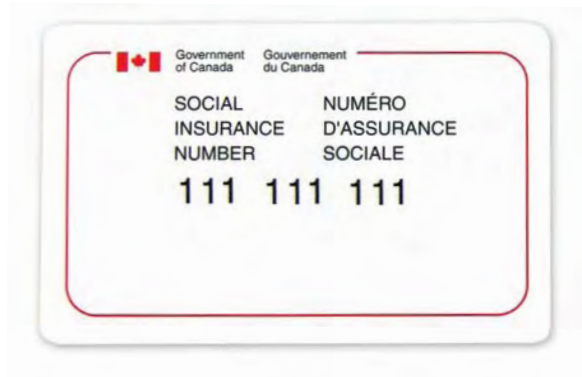 Government Gouvernement
of Canada du Canada
SOCIAL NUMÉRO
INSURANCE D'ASSURANCE
NUMBER SOCIALE
111 111 111